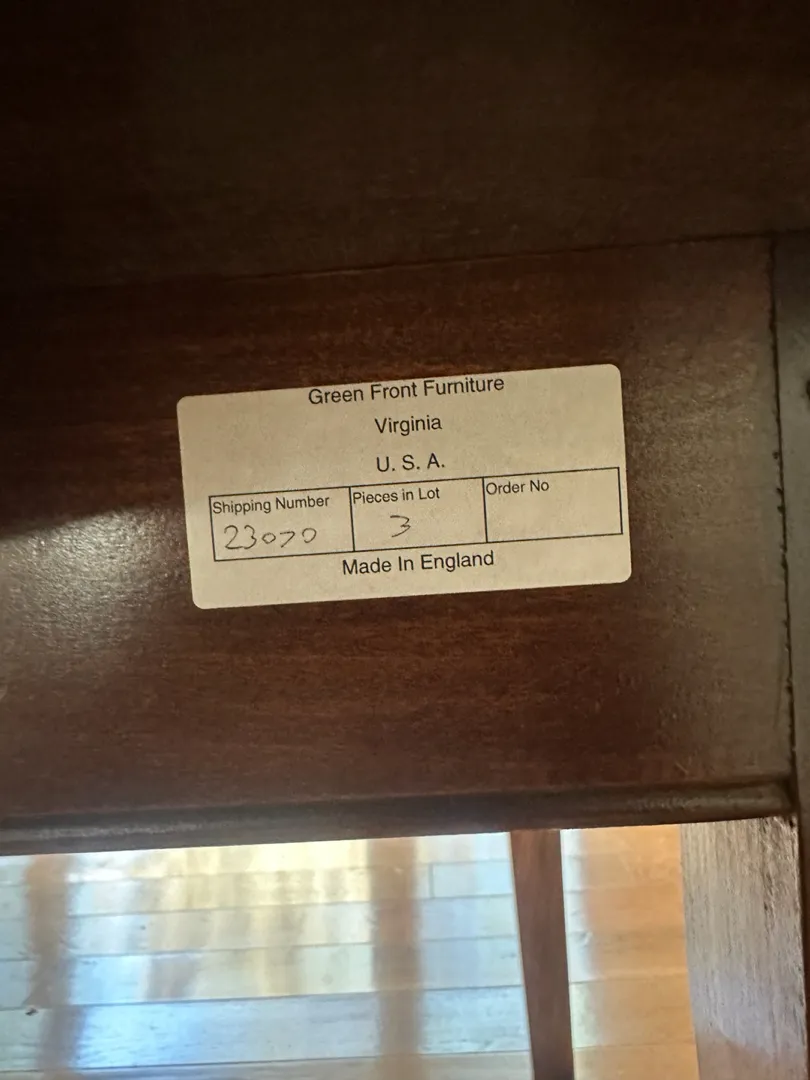 Green Front Furniture
Virginia
U. S. A.
Shipping Number Pieces in Lot Order No
23070 3
Made In England